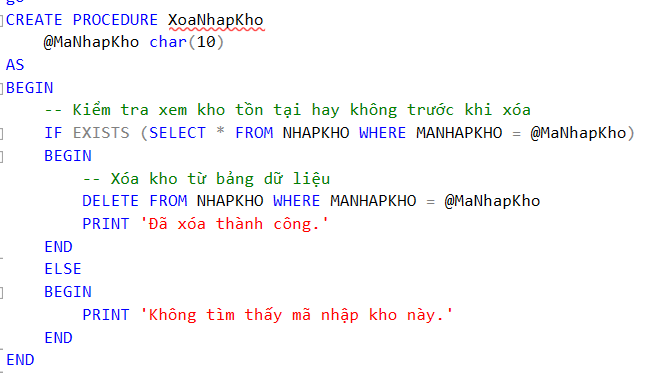 go
CREATE PROCEDURE XoaNhapKho
@MaNhapKho char(10)
AS
BEGIN
-- Kiểm tra xem kho tồn tại hay không trước khi xóa
IF EXISTS (SELECT * FROM NHAPKHO WHERE MANHAPKHO = @MaNhapKho)
BEGIN
-- Xóa kho từ bảng dữ liệu
DELETE FROM NHAPKHO WHERE MANHAPKHO = @MaNhapKho
PRINT 'Đã xóa thành công.'
END
ELSE
BEGIN
PRINT 'Không tìm thấy mã nhập kho này.'
END
END